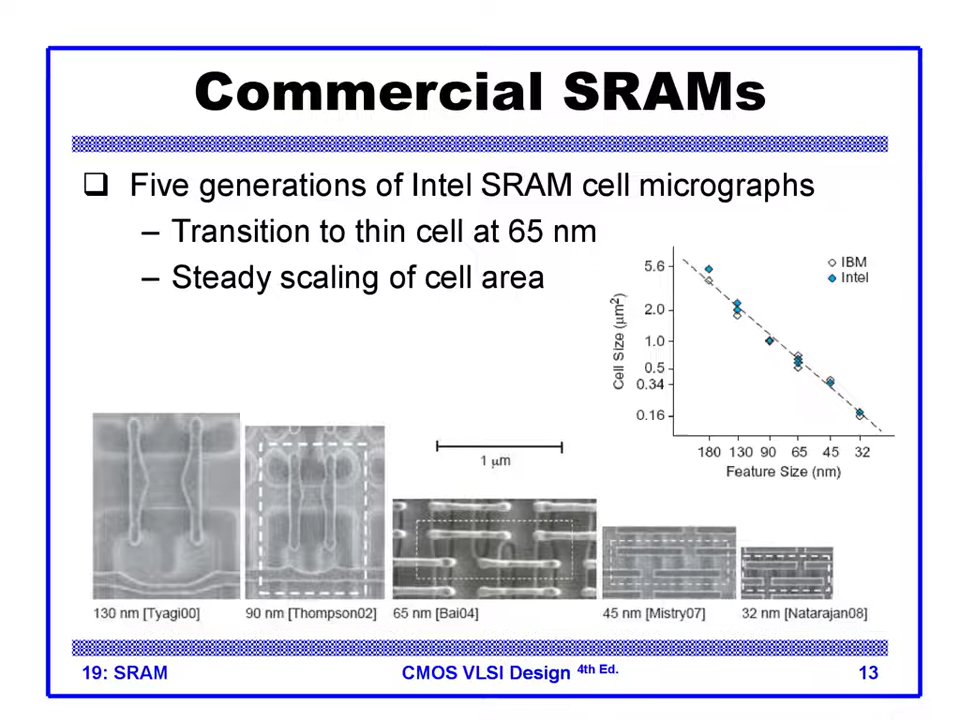 Commercial SRAMs
❑ Five generations of Intel SRAM cell micrographs
– Transition to thin cell at 65 nm
– Steady scaling of cell area
5.6
2.0
1.0
0.5
0.34
0.16
Cell Size (μm²)
IBM
Intel
180 130 90 65 45 32
Feature Size (nm)
1 μm
130 nm [Tyagi00]
90 nm [Thompson02]
65 nm [Bai04]
45 nm [Mistry07]
32 nm [Natarajan08]
19: SRAM
CMOS VLSI Design 4th Ed.
13